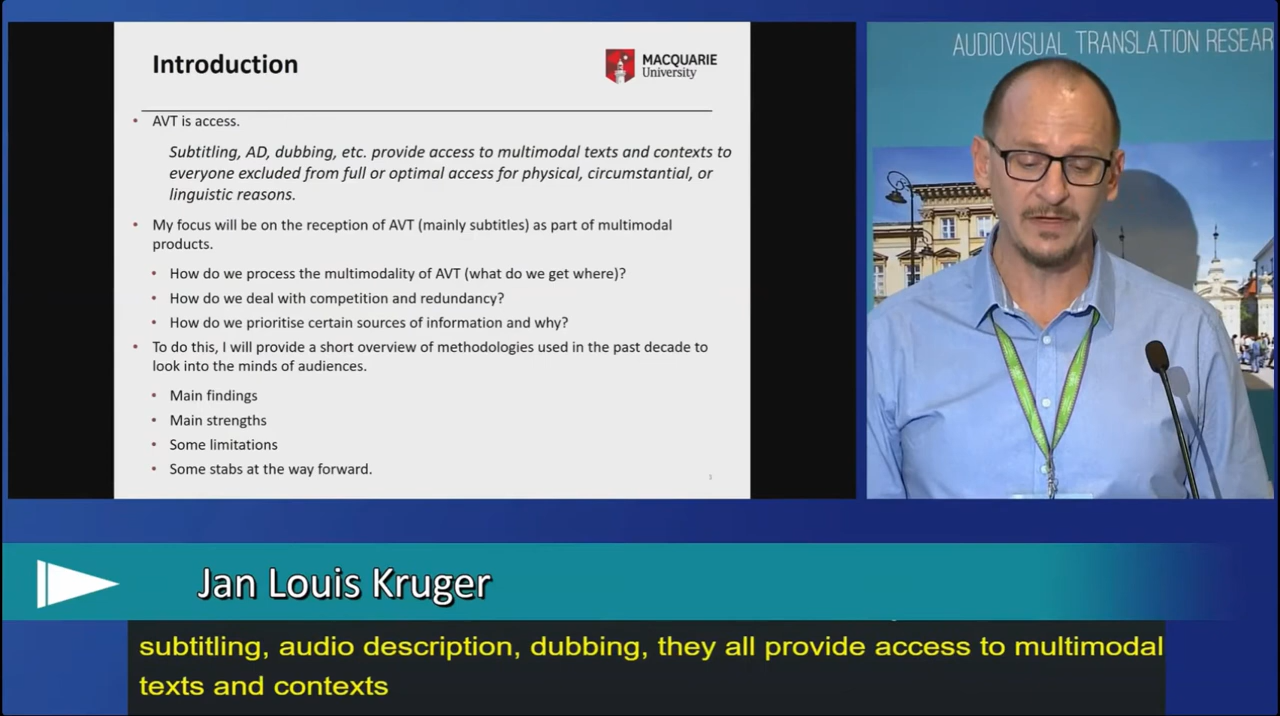 Introduction
MACQUARIE
University
• AVT is access.
Subtitling, AD, dubbing, etc. provide access to multimodal texts and contexts to
everyone excluded from full or optimal access for physical, circumstantial, or
linguistic reasons.
• My focus will be on the reception of AVT (mainly subtitles) as part of multimodal
products.
• How do we process the multimodality of AVT (what do we get where)?
• How do we deal with competition and redundancy?
• How do we prioritise certain sources of information and why?
• To do this, I will provide a short overview of methodologies used in the past decade to
look into the minds of audiences.
• Main findings
• Main strengths
• Some limitations
• Some stabs at the way forward.
AUDIOVISUAL TRANSLATION RESEAR
Jan Louis Kruger
subtitling, audio description, dubbing, they all provide access to multimodal
texts and contexts